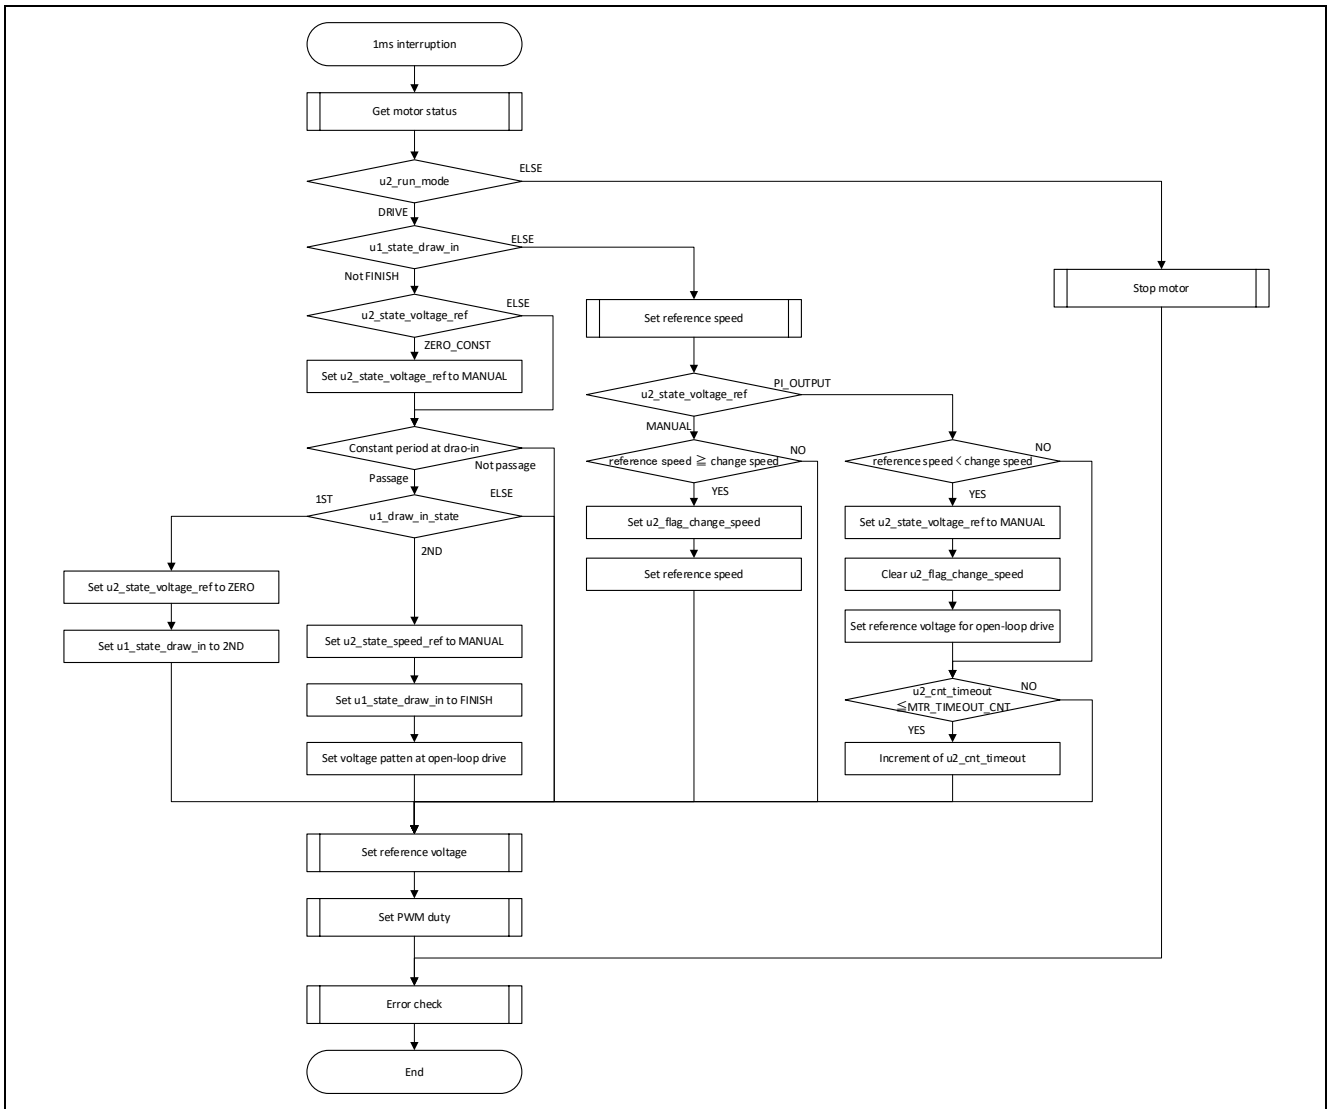 1ms interruption
Get motor status
u2_run_mode
ELSE
DRIVE
u1_state_draw_in
ELSE
Not FINISH
u2_state_voltage_ref
ELSE
ZERO_CONST
Set u2_state_voltage_ref to MANUAL
Constant period at drao-in
Not passage
Passage
u1_draw_in_state
1ST
ELSE
2ND
Set u2_state_voltage_ref to ZERO
Set u1_state_draw_in to 2ND
Set u2_state_speed_ref to MANUAL
Set u1_state_draw_in to FINISH
Set voltage patten at open-loop drive
Set reference speed
u2_state_voltage_ref
PI_OUTPUT
MANUAL
reference speed ≧ change speed
NO
YES
Set u2_flag_change_speed
Set reference speed
reference speed < change speed
NO
YES
Set u2_state_voltage_ref to MANUAL
Clear u2_flag_change_speed
Set reference voltage for open-loop drive
u2_cnt_timeout
≦MTR_TIMEOUT_CNT
NO
YES
Increment of u2_cnt_timeout
Stop motor
Set reference voltage
Set PWM duty
Error check
End